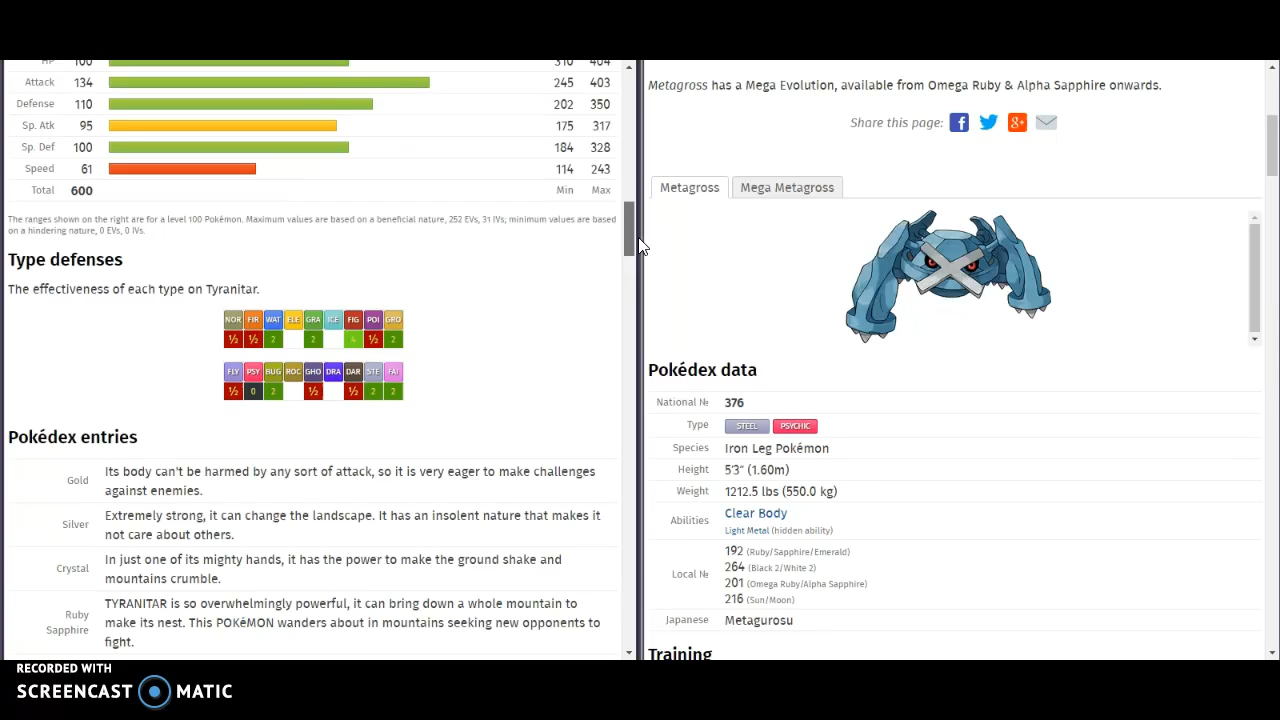 HP 100 310 404
Attack 134 245 403
Defense 110 202 350
Sp. Atk 95 175 317
Sp. Def 100 184 328
Speed 61 114 243
Total 600 Min Max
The ranges shown on the right are for a level 100 Pokémon. Maximum values are based on a beneficial nature, 252 EVs, 31 IVs; minimum values are based
on a hindering nature, 0 EVs, 0 IVs.
Type defenses
The effectiveness of each type on Tyranitar.
NOR FIR WAT ELE GRA ICE FIG POI GRO
½ ½ 2 2 4 ½ 2
FLY PSY BUG ROC GHO DRA DAR STE FAI
½ 0 2 ½ ½ 2 2
Pokédex entries
Gold
Its body can't be harmed by any sort of attack, so it is very eager to make challenges
against enemies.
Silver
Extremely strong, it can change the landscape. It has an insolent nature that makes it
not care about others.
Crystal
In just one of its mighty hands, it has the power to make the ground shake and
mountains crumble.
Ruby
Sapphire
TYRANITAR is so overwhelmingly powerful, it can bring down a whole mountain to
make its nest. This POKéMON wanders about in mountains seeking new opponents to
fight.
Metagross has a Mega Evolution, available from Omega Ruby & Alpha Sapphire onwards.
Share this page:
Metagross Mega Metagross
Pokédex data
National № 376
Type STEEL PSYCHIC
Species Iron Leg Pokémon
Height 5'3" (1.60m)
Weight 1212.5 lbs (550.0 kg)
Abilities Clear Body
Light Metal (hidden ability)
Local №
192 (Ruby/Sapphire/Emerald)
264 (Black 2/White 2)
201 (Omega Ruby/Alpha Sapphire)
216 (Sun/Moon)
Japanese Metagurosu
Training
RECORDED WITH
SCREENCAST MATIC